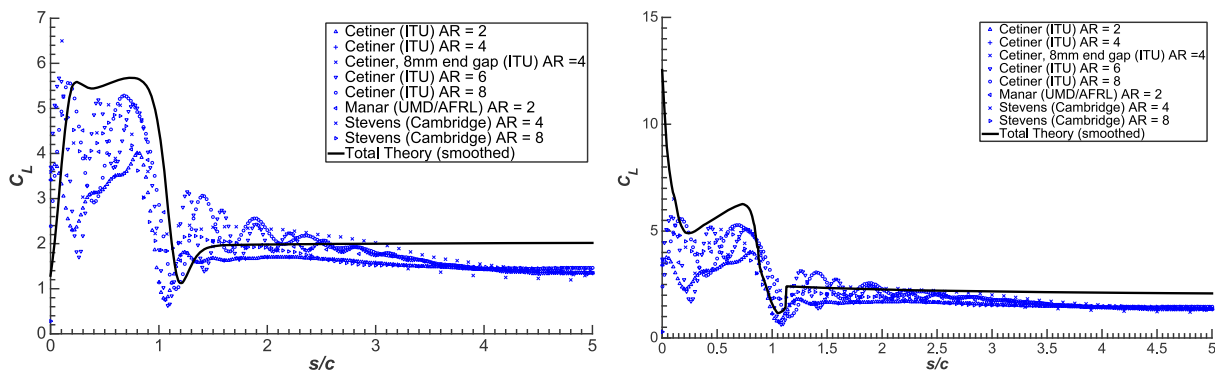 7
6
5
4
3
2
1
0
C_L
0
1
2
3
4
5
s/c
Cetiner (ITU) AR = 2
Cetiner (ITU) AR = 4
Cetiner, 8mm end gap (ITU) AR =4
Cetiner (ITU) AR = 6
Cetiner (ITU) AR = 8
Manar (UMD/AFRL) AR = 2
Stevens (Cambridge) AR = 4
Stevens (Cambridge) AR = 8
Total Theory (smoothed)
15
10
5
0
C_L
0
0.5
1
1.5
2
2.5
3
3.5
4
4.5
5
s/c
Cetiner (ITU) AR = 2
Cetiner (ITU) AR = 4
Cetiner, 8mm end gap (ITU) AR =4
Cetiner (ITU) AR = 6
Cetiner (ITU) AR = 8
Manar (UMD/AFRL) AR = 2
Stevens (Cambridge) AR = 4
Stevens (Cambridge) AR = 8
Total Theory (smoothed)